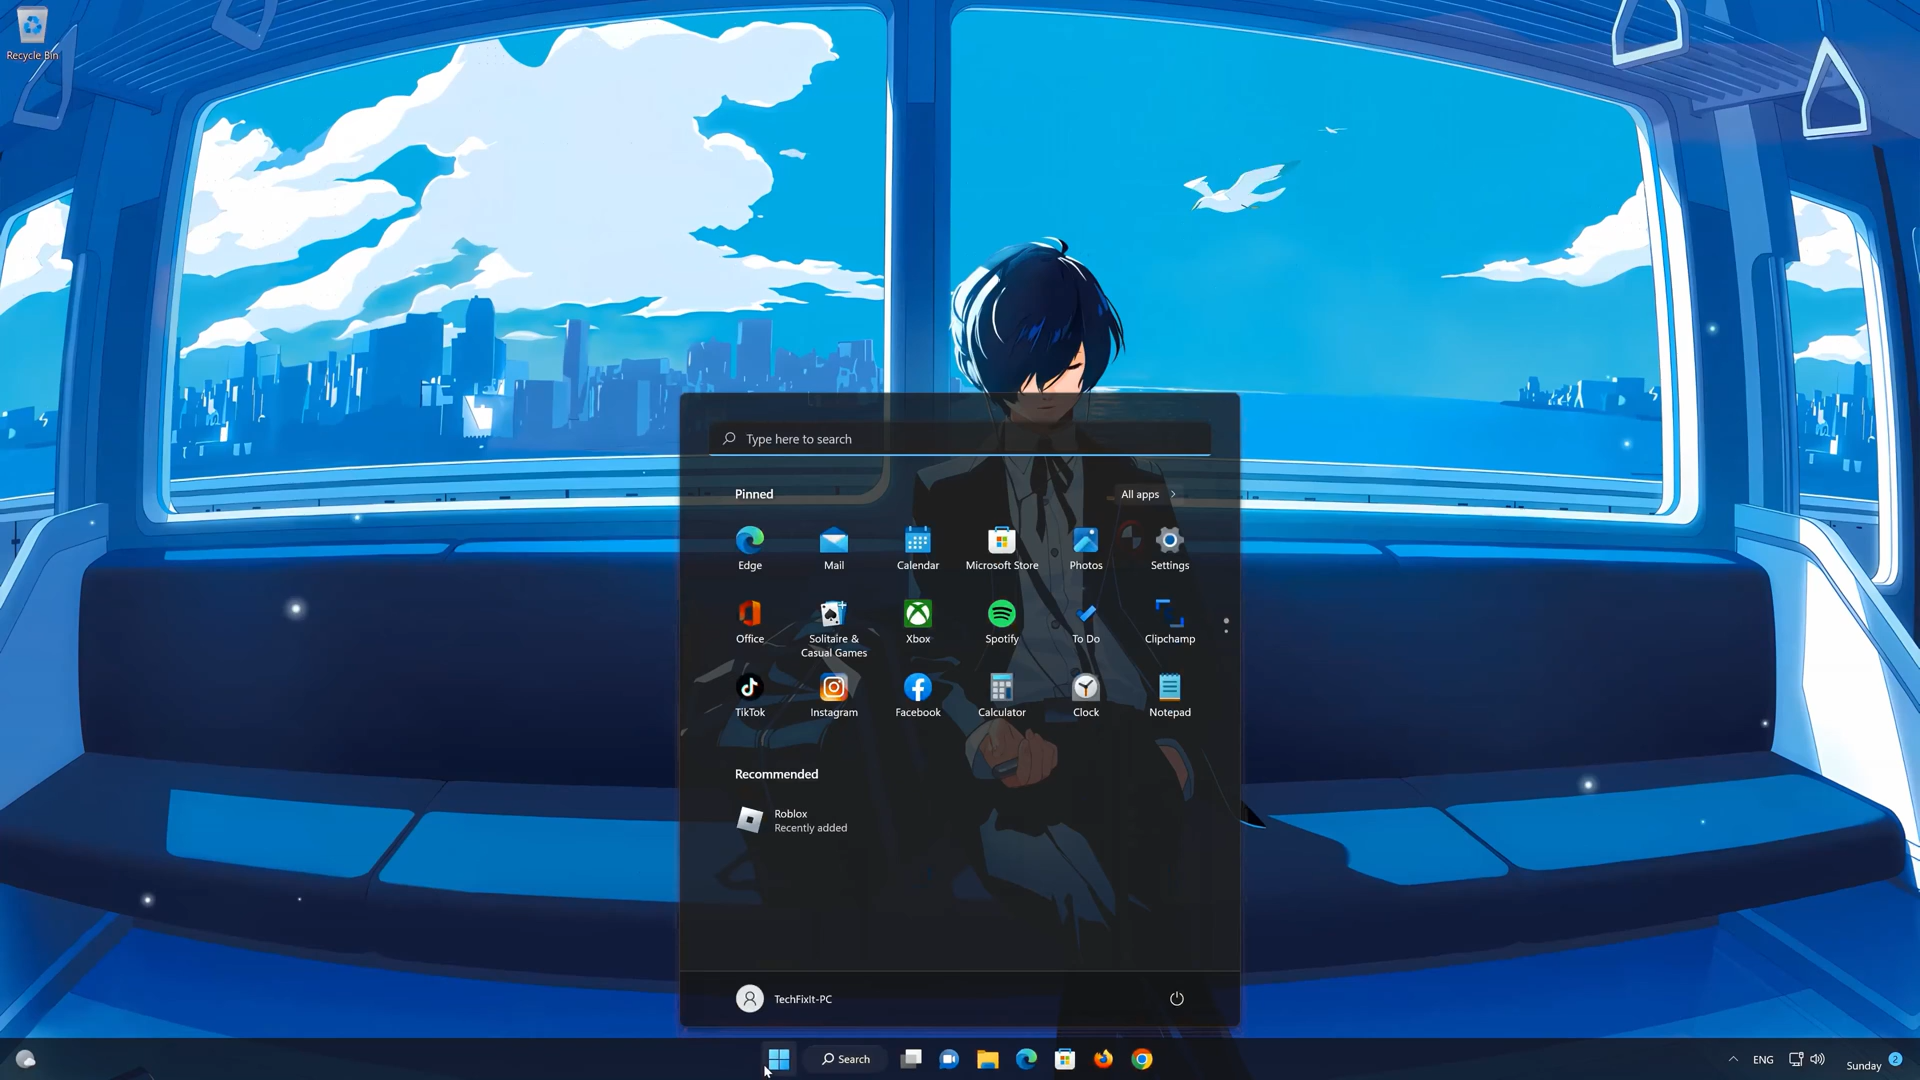 Recycle Bin
Type here to search
Pinned
All apps
Edge
Mail
Calendar
Microsoft Store
Photos
Settings
Office
Solitaire &
Casual Games
Xbox
Spotify
To Do
Clipchamp
TikTok
Instagram
Facebook
Calculator
Clock
Notepad
Recommended
Roblox
Recently added
TechFixIt-PC
Search
ENG
Sunday
2